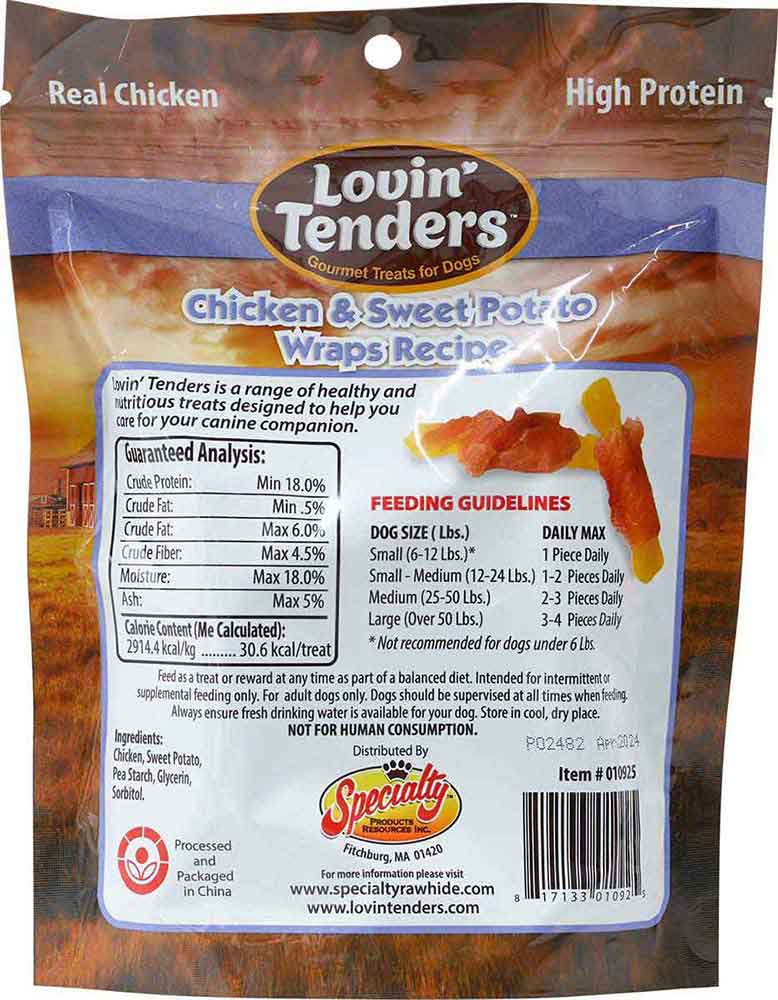 Real Chicken
High Protein
Lovin'
Tenders™
Gourmet Treats for Dogs
Chicken & Sweet Potato
Wraps Recipe
Lovin' Tenders is a range of healthy and
nutritious treats designed to help you
care for your canine companion.
Guaranteed Analysis:
Crude Protein: Min 18.0%
Crude Fat: Min .5%
Crude Fat: Max 6.0%
Crude Fiber: Max 4.5%
Moisture: Max 18.0%
Ash: Max 5%
Calorie Content (Me Calculated):
2914.4 kcal/kg ......... 30.6 kcal/treat
FEEDING GUIDELINES
DOG SIZE ( Lbs.) DAILY MAX
Small (6-12 Lbs.)* 1 Piece Daily
Small - Medium (12-24 Lbs.) 1-2 Pieces Daily
Medium (25-50 Lbs.) 2-3 Pieces Daily
Large (Over 50 Lbs.) 3-4 Pieces Daily
* Not recommended for dogs under 6 Lbs.
Feed as a treat or reward at any time as part of a balanced diet. Intended for intermittent or
supplemental feeding only. For adult dogs only. Dogs should be supervised at all times when feeding.
Always ensure fresh drinking water is available for your dog. Store in cool, dry place.
NOT FOR HUMAN CONSUMPTION.
Ingredients:
Chicken, Sweet Potato,
Pea Starch, Glycerin,
Sorbitol.
Processed
and
Packaged
in China
Distributed By
Specialty™
PRODUCTS
RESOURCES INC.
Fitchburg, MA 01420
For more information please visit
www.specialtyrawhide.com
www.lovintenders.com
P02482 Apr2024
Item # 010925
8 17133 01092 5